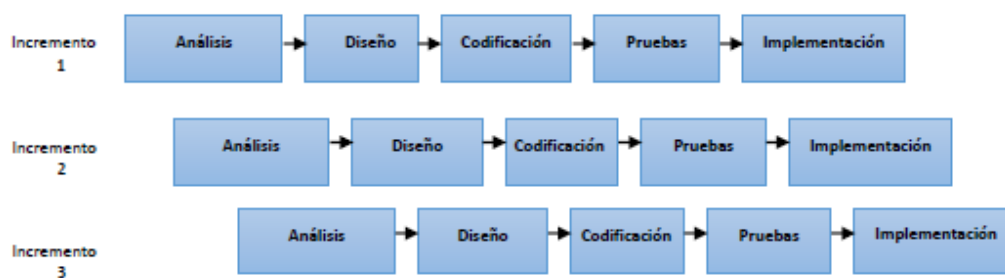 Incremento
1
Análisis
Diseño
Codificación
Pruebas
Implementación
Incremento
2
Análisis
Diseño
Codificación
Pruebas
Implementación
Incremento
3
Análisis
Diseño
Codificación
Pruebas
Implementación